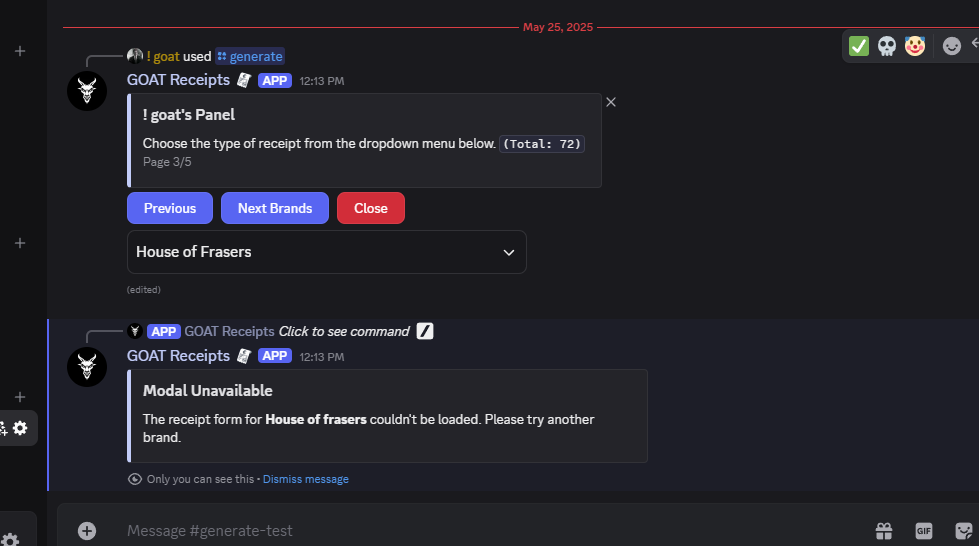 May 25, 2025
! goat used generate
GOAT Receipts APP 12:13 PM
! goat's Panel
Choose the type of receipt from the dropdown menu below. (Total: 72)
Page 3/5
Previous Next Brands Close
House of Frasers
(edited)
APP GOAT Receipts Click to see command
GOAT Receipts APP 12:13 PM
Modal Unavailable
The receipt form for House of frasers couldn't be loaded. Please try another
brand.
Only you can see this • Dismiss message
Message #generate-test
GIF